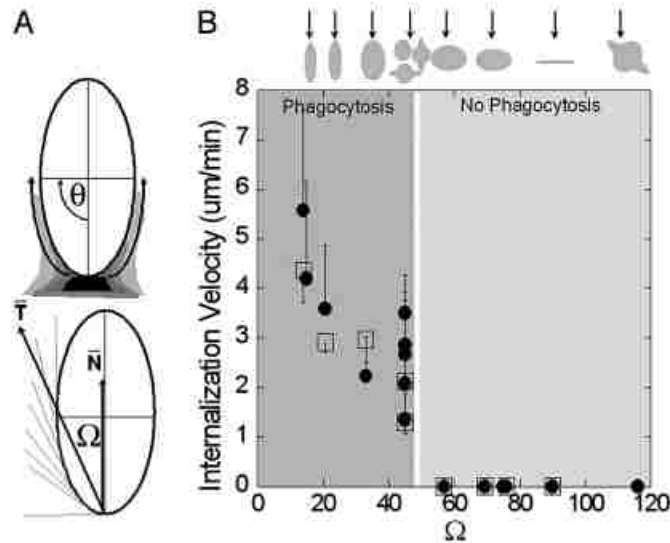 A
θ
T̄
N̄
Ω
B
Phagocytosis
No Phagocytosis
Internalization Velocity (um/min)
8
7
6
5
4
3
2
1
0
0 20 40 60 80 100 120
Ω